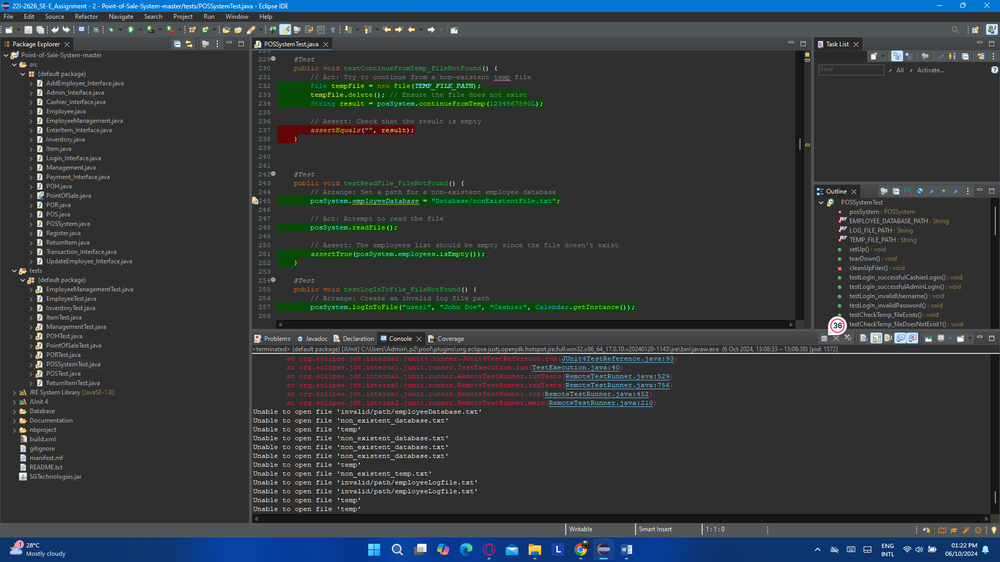 22I-2626_SE-E_Assignment - 2 - Point-of-Sale-System-master/tests/POSSystemTest.java - Eclipse IDE
File Edit Source Refactor Navigate Search Project Run Window Help
Package Explorer
Point-of-Sale-System-master
src
(default package)
AddEmployee_Interface.java
Admin_Interface.java
Cashier_Interface.java
Employee.java
EmployeeManagement.java
EnterItem_Interface.java
Inventory.java
Item.java
Login_Interface.java
Management.java
Payment_Interface.java
POH.java
PointOfSale.java
POR.java
POS.java
POSSystem.java
Register.java
ReturnItem.java
Transaction_Interface.java
UpdateEmployee_Interface.java
tests
(default package)
EmployeeManagementTest.java
EmployeeTest.java
InventoryTest.java
ItemTest.java
ManagementTest.java
POHTest.java
PointOfSaleTest.java
PORTest.java
POSSystemTest.java
POSTest.java
ReturnItemTest.java
JRE System Library [JavaSE-1.8]
JUnit 4
Database
Documentation
nbproject
build.xml
gitignore
manifest.mf
README.txt
SGTechnologies.jar
POSSystemTest.java
228
229 @Test
230 public void testContinueFromTemp_fileNotFound() {
231 // Act: Try to continue from a non-existent temp file
232 File tempFile = new File(TEMP_FILE_PATH);
233 tempFile.delete(); // Ensure the file does not exist
234 String result = posSystem.continueFromTemp(1234567890L);
235
236 // Assert: Check that the result is empty
237 assertEquals("", result);
238 }
239
240
241
242 @Test
243 public void testReadFile_FileNotFound() {
244 // Arrange: Set a path for a non-existent employee database
245 posSystem.employeeDatabase = "Database/nonExistentFile.txt";
246
247 // Act: Attempt to read the file
248 posSystem.readFile();
249
250 // Assert: The employees list should be empty since the file doesn't exist
251 assertTrue(posSystem.employees.isEmpty());
252 }
253
254 @Test
255 public void testLogInToFile_FileNotFound() {
256 // Arrange: Create an invalid log file path
257 posSystem.logInToFile("user1", "John Doe", "Cashier", Calendar.getInstance());
258
Task List
Find All Activate...
Outline
POSSystemTest
posSystem : POSSystem
EMPLOYEE_DATABASE_PATH : String
LOG_FILE_PATH : String
TEMP_FILE_PATH : String
setUp() : void
tearDown() : void
cleanUpFiles() : void
testLogIn_successfulCashierLogin() : void
testLogIn_successfulAdminLogin() : void
testLogIn_invalidUsername() : void
testLogIn_invalidPassword() : void
testCheckTemp_fileExists() : void
testCheckTemp_fileDoesNotExist1() : void
36
Problems Javadoc Declaration Console Coverage
<terminated> (default package) [JUnit] C:\Users\Admin\.p2\pool\plugins\org.eclipse.justj.openjdk.hotspot.jre.full.win32.x86_64_17.0.10.v20240120-1143\jre\bin\javaw.exe (6 Oct 2024, 13:08:33 – 13:08:38) [pid: 1572]
at org.eclipse.jdt.internal.junit4.runner.JUnit4TestReference.run(JUnit4TestReference.java:93)
at org.eclipse.jdt.internal.junit.runner.TestExecution.run(TestExecution.java:40)
at org.eclipse.jdt.internal.junit.runner.RemoteTestRunner.runTests(RemoteTestRunner.java:529)
at org.eclipse.jdt.internal.junit.runner.RemoteTestRunner.runTests(RemoteTestRunner.java:756)
at org.eclipse.jdt.internal.junit.runner.RemoteTestRunner.run(RemoteTestRunner.java:452)
at org.eclipse.jdt.internal.junit.runner.RemoteTestRunner.main(RemoteTestRunner.java:210)
Unable to open file 'invalid/path/employeeDatabase.txt'
Unable to open file 'non_existent_database.txt'
Unable to open file 'temp'
Unable to open file 'non_existent_database.txt'
Unable to open file 'non_existent_database.txt'
Unable to open file 'non_existent_database.txt'
Unable to open file 'temp'
Unable to open file 'non_existent_temp.txt'
Unable to open file 'invalid/path/employeeLogfile.txt'
Unable to open file 'invalid/path/employeeLogfile.txt'
Unable to open file 'temp'
Unable to open file 'temp'
Writable Smart Insert 1 : 1 : 0
1
28°C
Mostly cloudy
ENG
INTL
01:22 PM
06/10/2024